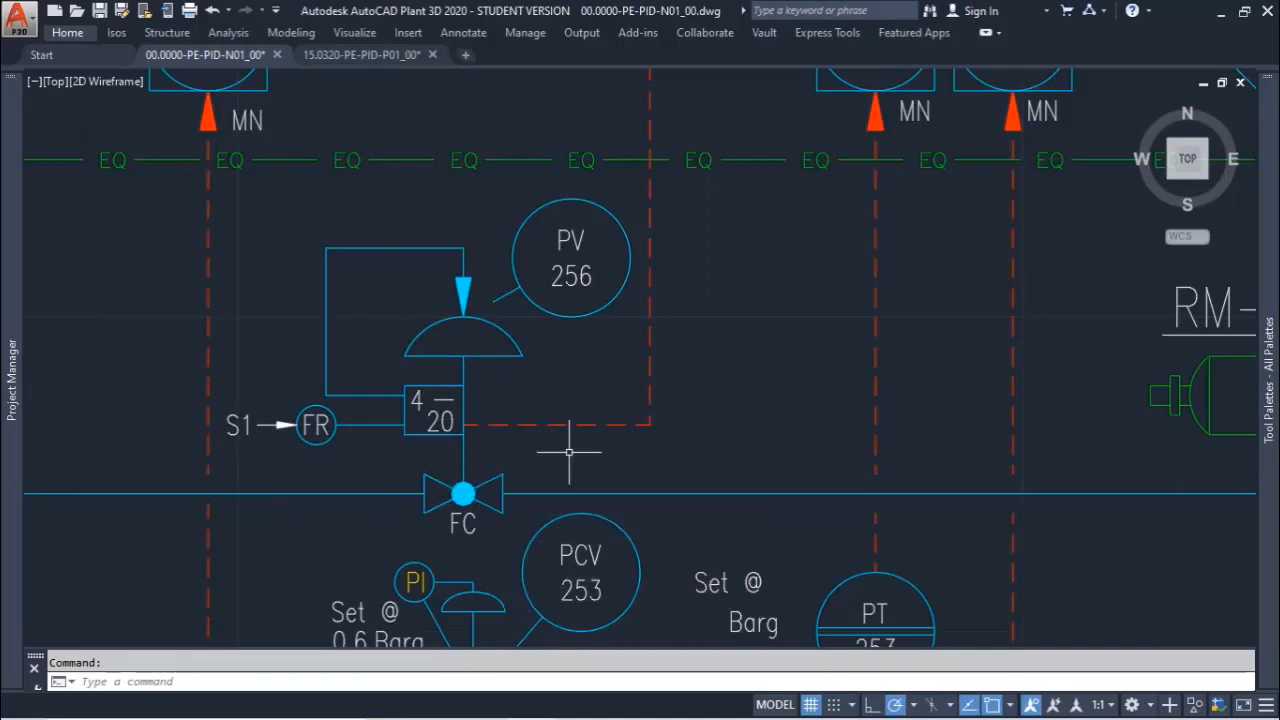 Autodesk AutoCAD Plant 3D 2020 - STUDENT VERSION 00.0000-PE-PID-N01_00.dwg
Type a keyword or phrase
Sign In
P3D
Home Isos Structure Analysis Modeling Visualize Insert Annotate Manage Output Add-ins Collaborate Vault Express Tools Featured Apps
Start 00.0000-PE-PID-N01_00* 15.0320-PE-PID-P01_00*
[−][Top][2D Wireframe]
MN MN MN
N
W TOP E
S
WCS
EQ EQ EQ EQ EQ EQ EQ EQ EQ
PV
256
RM-
4 —
20
S1 FR
FC
PCV
253
PI
Set @
0.6 Barg
Set @
Barg
PT
Project Manager
Tool Palettes - All Palettes
Command:
Type a command
MODEL
1:1